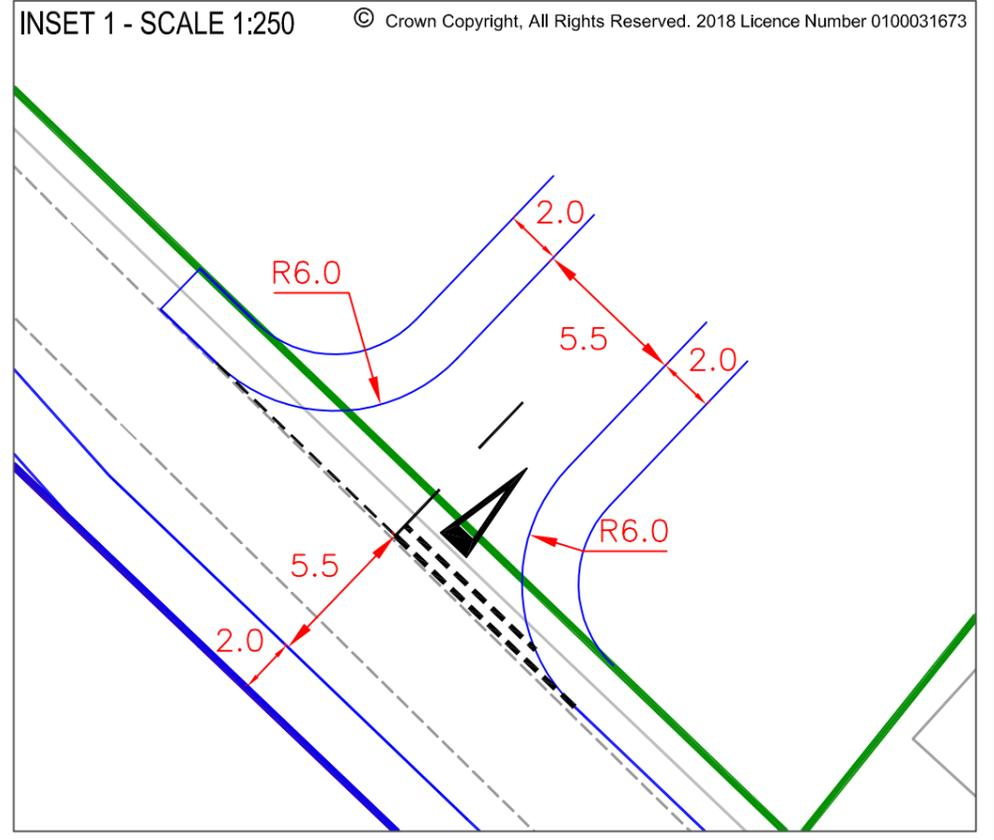 INSET 1 - SCALE 1:250
© Crown Copyright, All Rights Reserved. 2018 Licence Number 0100031673
2.0
R6.0
5.5
2.0
R6.0
5.5
2.0